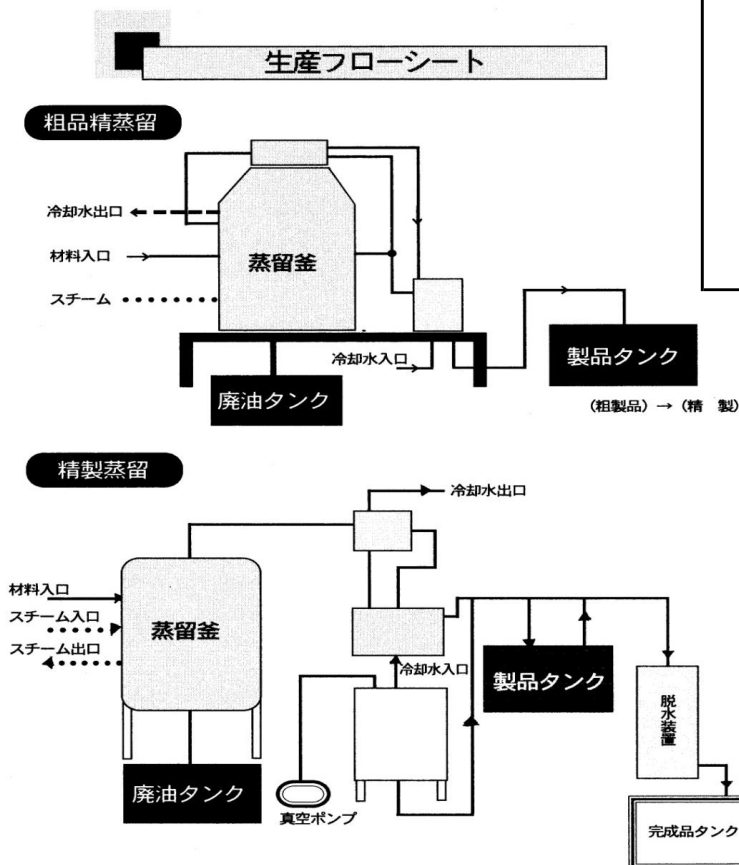 生産フローシート
粗品精蒸留
冷却水出口
材料入口
蒸留釜
スチーム
冷却水入口
製品タンク
廃油タンク
(粗製品) → (精　製)
精製蒸留
冷却水出口
材料入口
スチーム入口
蒸留釜
スチーム出口
冷却水入口
製品タンク
脱水装置
廃油タンク
真空ポンプ
完成品タンク